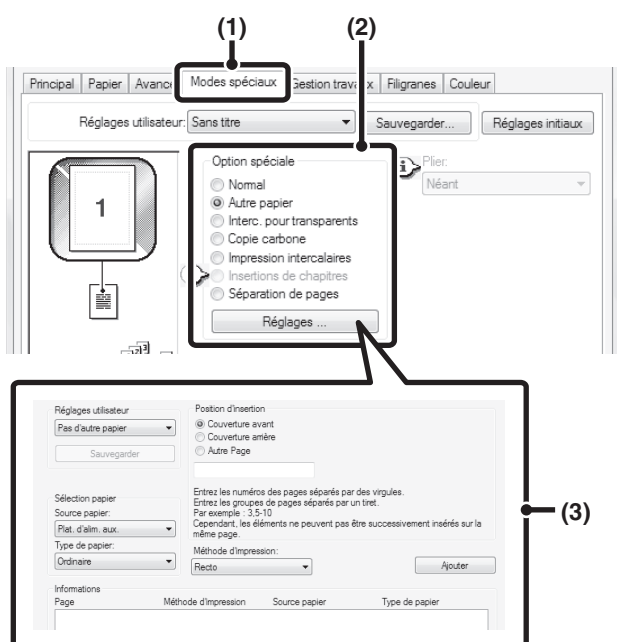 (1) (2)
Principal Papier Avancé Modes spéciaux Gestion travaux Filigranes Couleur
Réglages utilisateur: Sans titre Sauvegarder... Réglages initiaux
Option spéciale
Normal
Autre papier
Interc. pour transparents
Copie carbone
Impression intercalaires
Insertions de chapitres
Séparation de pages
Réglages ...
Plier:
Néant
1
2 3
Réglages utilisateur
Pas d'autre papier
Sauvegarder
Position d'insertion
Couverture avant
Couverture arrière
Autre Page
Sélection papier
Source papier:
Plat. d'alim. aux.
Type de papier:
Ordinaire
Entrez les numéros des pages séparés par des virgules.
Entrez les groupes de pages séparés par un tiret.
Par exemple : 3,5-10
Cependant, les éléments ne peuvent pas être successivement insérés sur la
même page.
Méthode d'impression:
Recto
Ajouter
(3)
Informations
Page Méthode d'impression Source papier Type de papier